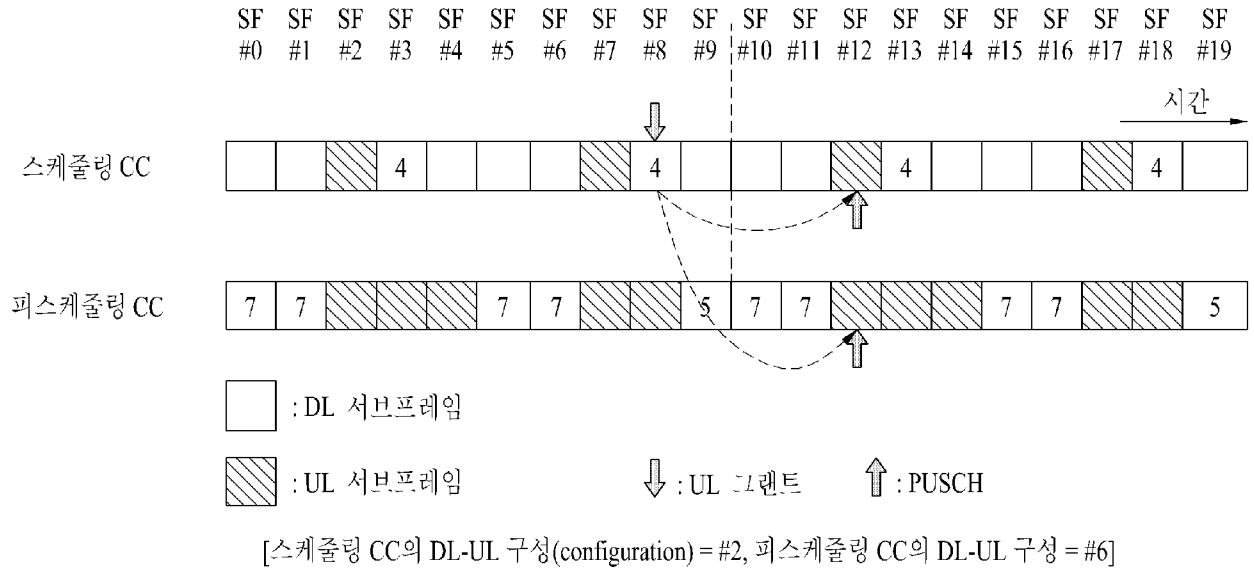 SF SF SF SF SF SF SF SF SF SF SF SF SF SF SF SF SF SF SF SF
#0 #1 #2 #3 #4 #5 #6 #7 #8 #9 #10 #11 #12 #13 #14 #15 #16 #17 #18 #19
시간
스케줄링 CC 4 4 4 4
피스케줄링 CC 7 7 7 7 5 7 7 7 7 5
: DL 서브프레임
: UL 서브프레임 : UL 그랜트 : PUSCH
[스케줄링 CC의 DL-UL 구성(configuration) = #2, 피스케줄링 CC의 DL-UL 구성 = #6]